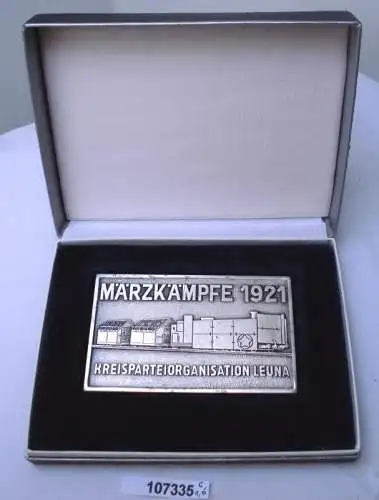 MÄRZKÄMPFE 1921
KREISPARTEIORGANISATION LEUNA
107335